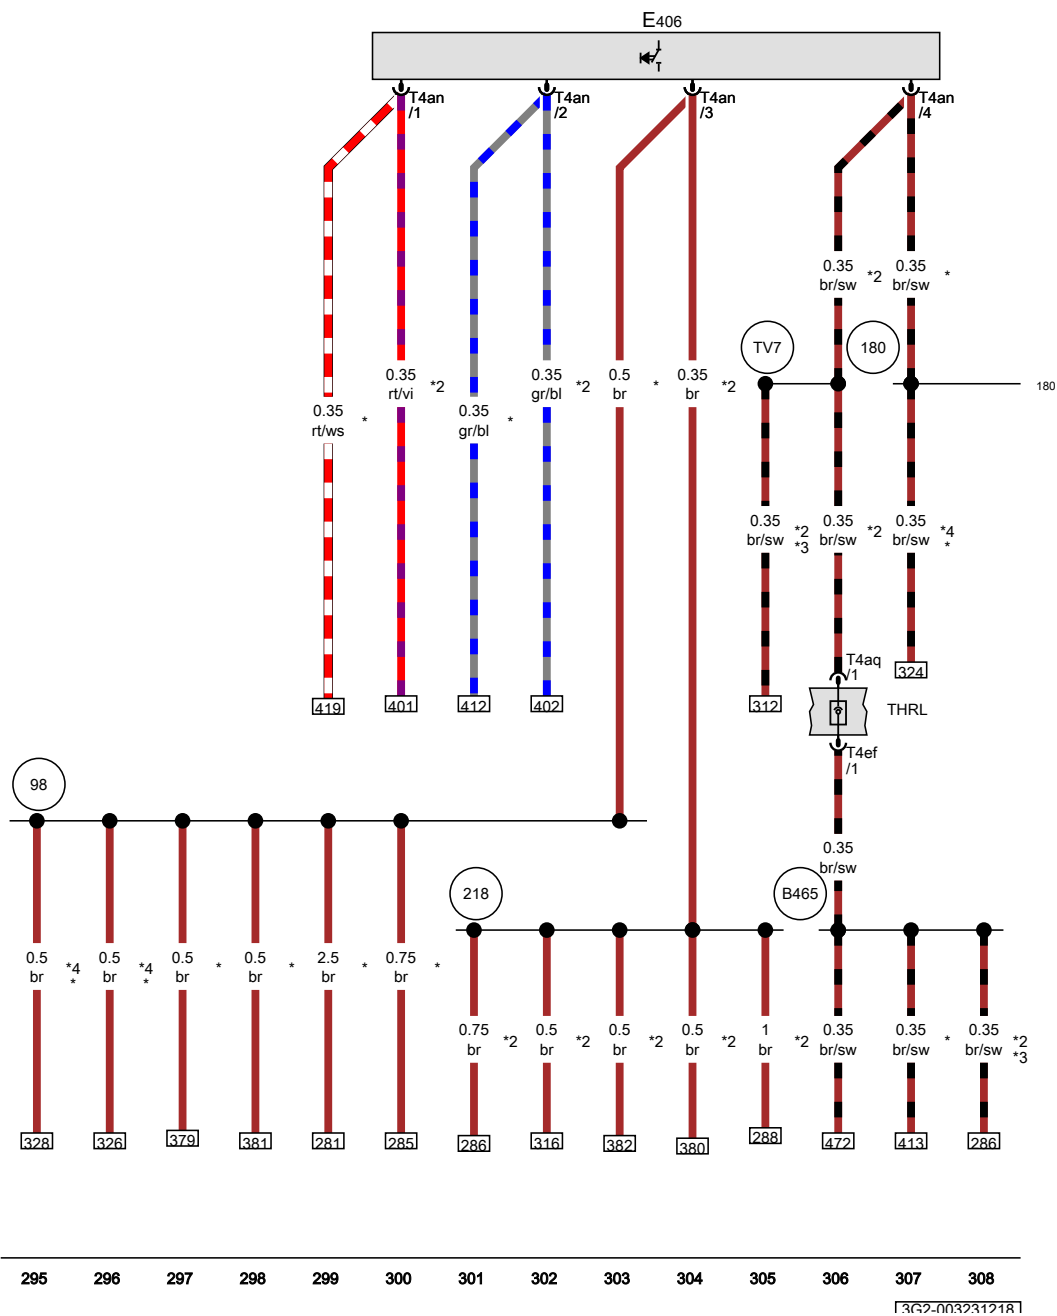 E406
T4an
/1
T4an
/2
T4an
/3
T4an
/4
0.35
br/sw
*2
0.35
br/sw
*
TV7
180
180
0.35
rt/ws
*
0.35
rt/vi
*2
0.35
gr/bl
*
0.35
gr/bl
*2
0.5
br
*
0.35
br
*2
0.35
br/sw
*2
*3
0.35
br/sw
*2
0.35
br/sw
*4
*
T4aq
/1
324
419
401
412
402
312
THRL
T4ef
/1
98
0.35
br/sw
218
B465
0.5
br
*4
*
0.5
br
*4
*
0.5
br
*
0.5
br
*
2.5
br
*
0.75
br
*
0.75
br
*2
0.5
br
*2
0.5
br
*2
0.5
br
*2
1
br
*2
0.35
br/sw
0.35
br/sw
*
0.35
br/sw
*2
*3
328
326
379
381
281
285
286
316
382
380
288
472
413
286
295 296 297 298 299 300 301 302 303 304 305 306 307 308
3G2-003231218